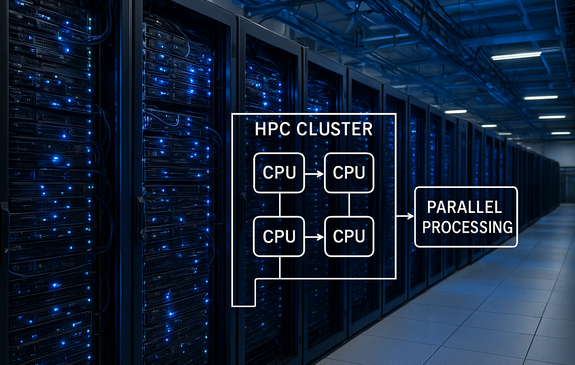 HPC CLUSTER
CPU CPU
CPU CPU
PARALLEL
PROCESSING